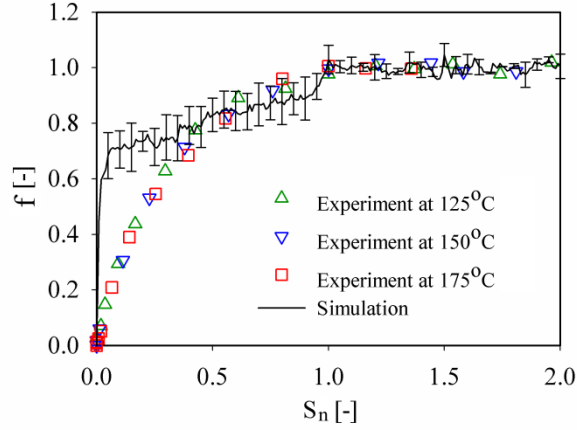 1.2
1.0
0.8
0.6
0.4
0.2
0.0
f [-]
Experiment at 125°C
Experiment at 150°C
Experiment at 175°C
Simulation
0.0 0.5 1.0 1.5 2.0
Sn [-]